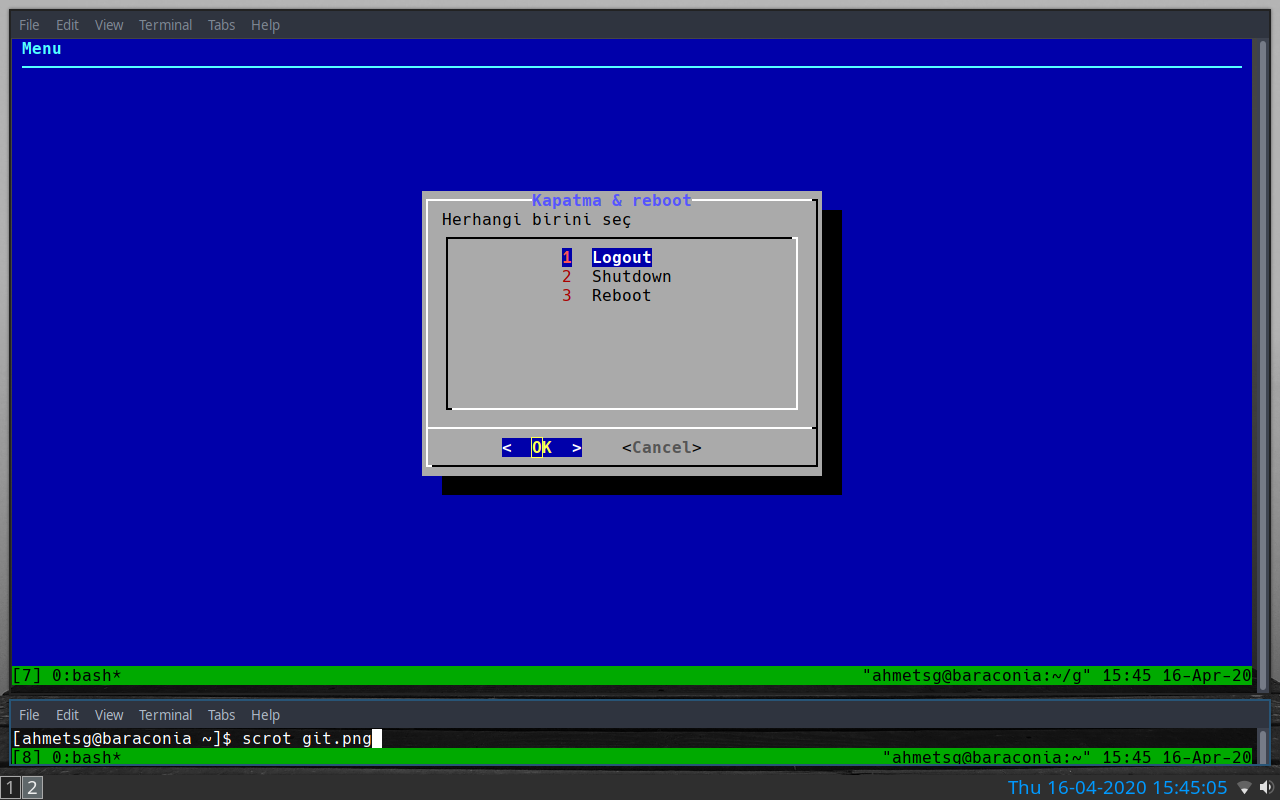 File Edit View Terminal Tabs Help
Menu
Kapatma & reboot
Herhangi birini seç
1 Logout
2 Shutdown
3 Reboot
< OK > <Cancel>
[7] 0:bash* "ahmetsg@baraconia:~/g" 15:45 16-Apr-20
File Edit View Terminal Tabs Help
[ahmetsg@baraconia ~]$ scrot git.png
[8] 0:bash* "ahmetsg@baraconia:~" 15:45 16-Apr-20
1 2 Thu 16-04-2020 15:45:05